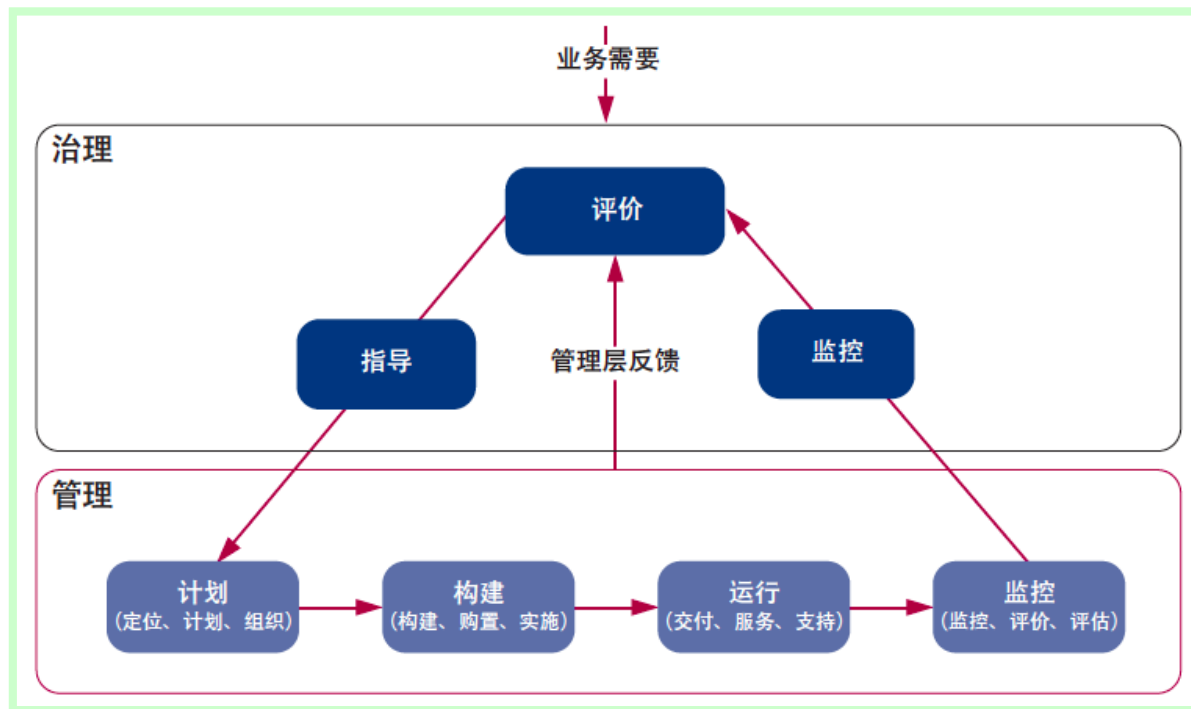 业务需要
治理
评价
指导
管理层反馈
监控
管理
计划
(定位、计划、组织)
构建
(构建、购置、实施)
运行
(交付、服务、支持)
监控
(监控、评价、评估)